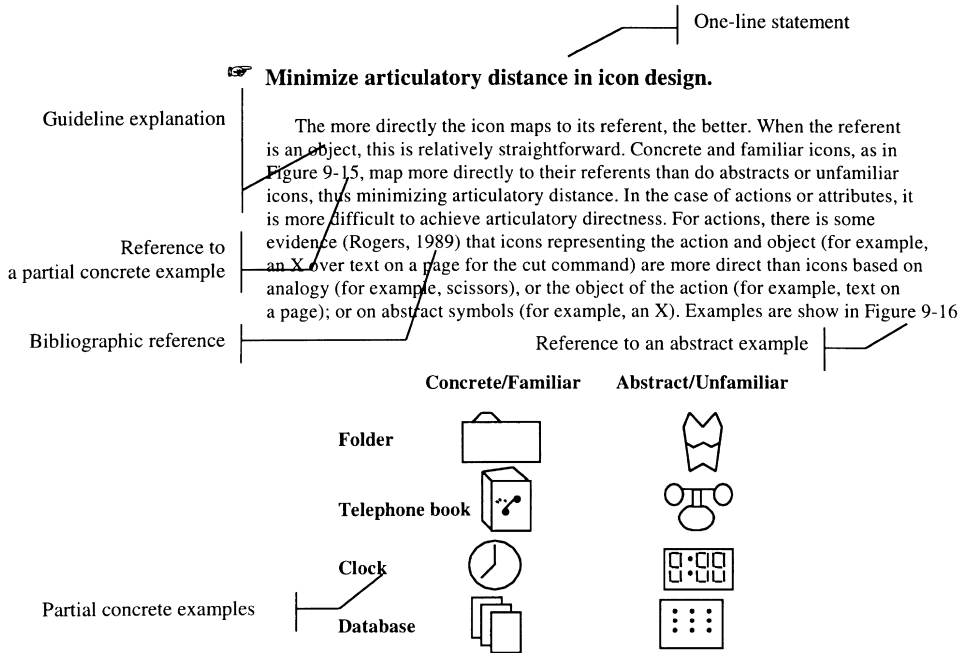 One-line statement
☞ Minimize articulatory distance in icon design.
Guideline explanation
The more directly the icon maps to its referent, the better. When the referent
is an object, this is relatively straightforward. Concrete and familiar icons, as in
Figure 9-15, map more directly to their referents than do abstracts or unfamiliar
icons, thus minimizing articulatory distance. In the case of actions or attributes, it
is more difficult to achieve articulatory directness. For actions, there is some
evidence (Rogers, 1989) that icons representing the action and object (for example,
an X over text on a page for the cut command) are more direct than icons based on
analogy (for example, scissors), or the object of the action (for example, text on
a page); or on abstract symbols (for example, an X). Examples are show in Figure 9-16
Reference to
a partial concrete example
Bibliographic reference
Reference to an abstract example
Concrete/Familiar Abstract/Unfamiliar
Folder
Telephone book
Clock
Partial concrete examples
Database